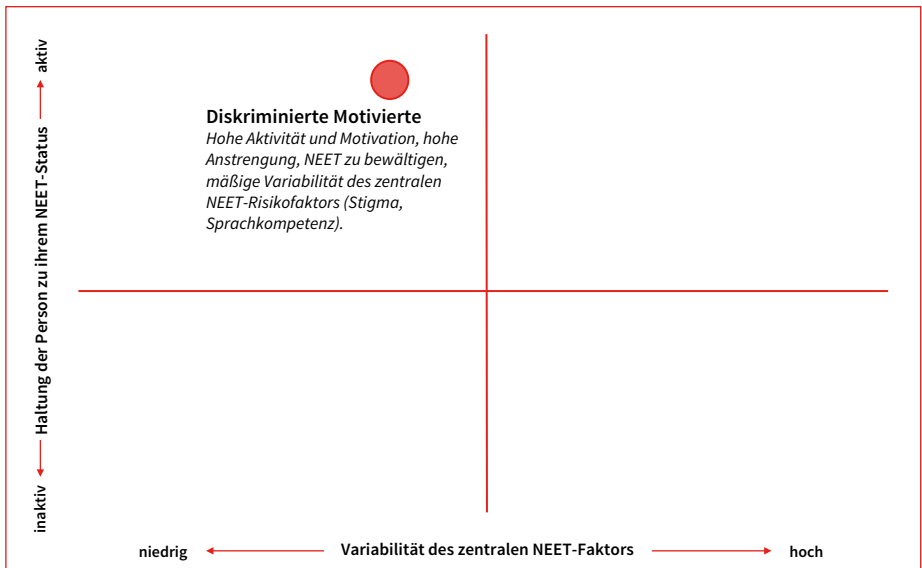 aktiv
Haltung der Person zu ihrem NEET-Status
inaktiv
Diskriminierte Motivierte
Hohe Aktivität und Motivation, hohe
Anstrengung, NEET zu bewältigen,
mäßige Variabilität des zentralen
NEET-Risikofaktors (Stigma,
Sprachkompetenz).
niedrig
Variabilität des zentralen NEET-Faktors
hoch